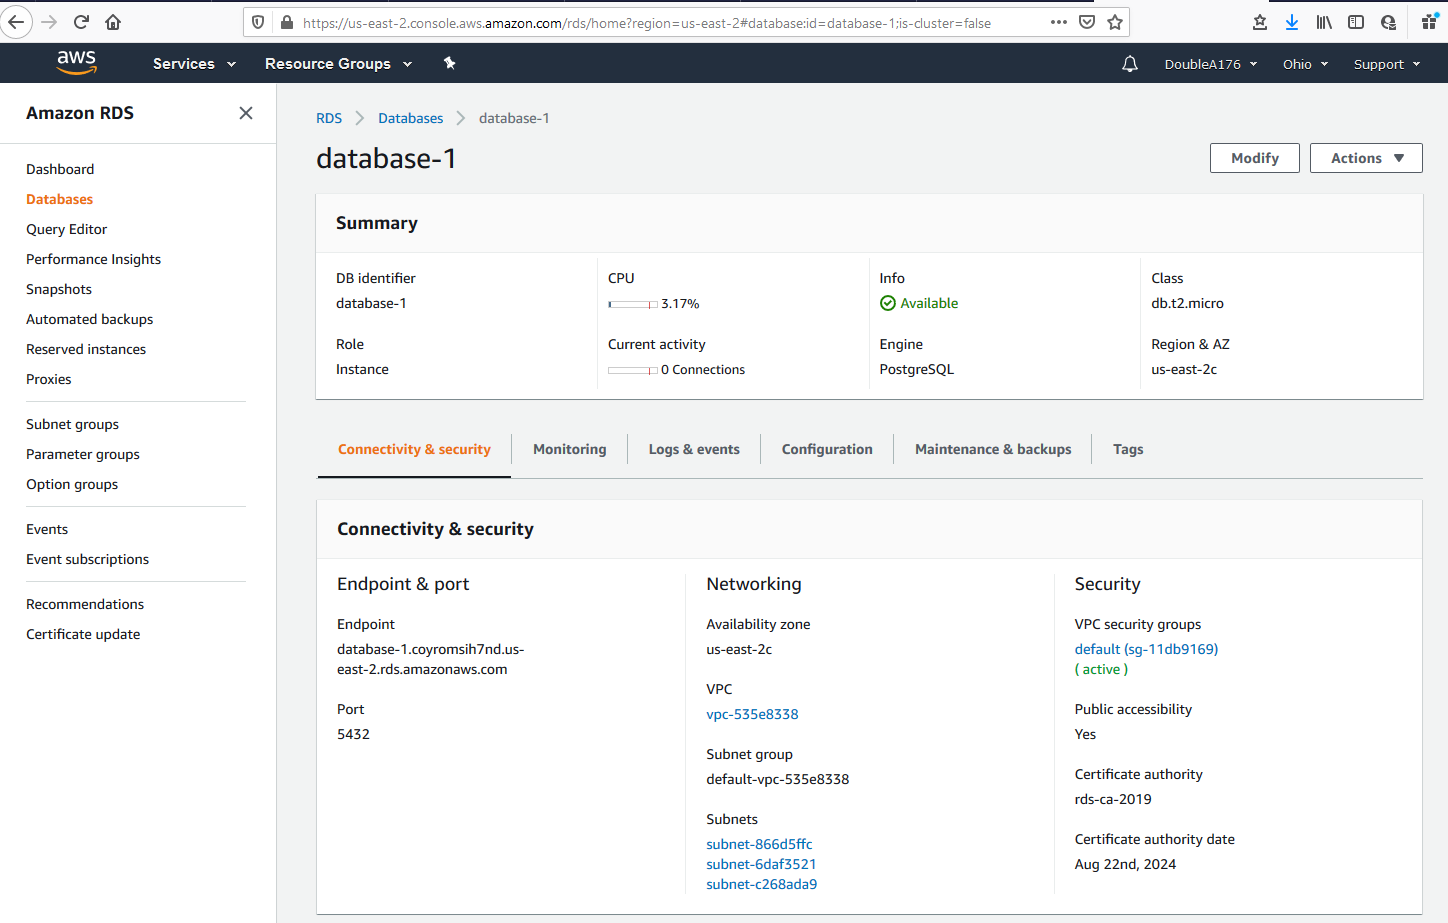 https://us-east-2.console.aws.amazon.com/rds/home?region=us-east-2#database:id=database-1;is-cluster=false
aws
Services
Resource Groups
DoubleA176
Ohio
Support
Amazon RDS
Dashboard
Databases
Query Editor
Performance Insights
Snapshots
Automated backups
Reserved instances
Proxies
Subnet groups
Parameter groups
Option groups
Events
Event subscriptions
Recommendations
Certificate update
RDS
Databases
database-1
database-1
Modify
Actions
Summary
DB identifier
database-1
CPU
3.17%
Info
Available
Class
db.t2.micro
Role
Instance
Current activity
0 Connections
Engine
PostgreSQL
Region & AZ
us-east-2c
Connectivity & security
Monitoring
Logs & events
Configuration
Maintenance & backups
Tags
Connectivity & security
Endpoint & port
Endpoint
database-1.coyromsih7nd.us-
east-2.rds.amazonaws.com
Port
5432
Networking
Availability zone
us-east-2c
VPC
vpc-535e8338
Subnet group
default-vpc-535e8338
Subnets
subnet-866d5ffc
subnet-6daf3521
subnet-c268ada9
Security
VPC security groups
default (sg-11db9169)
( active )
Public accessibility
Yes
Certificate authority
rds-ca-2019
Certificate authority date
Aug 22nd, 2024